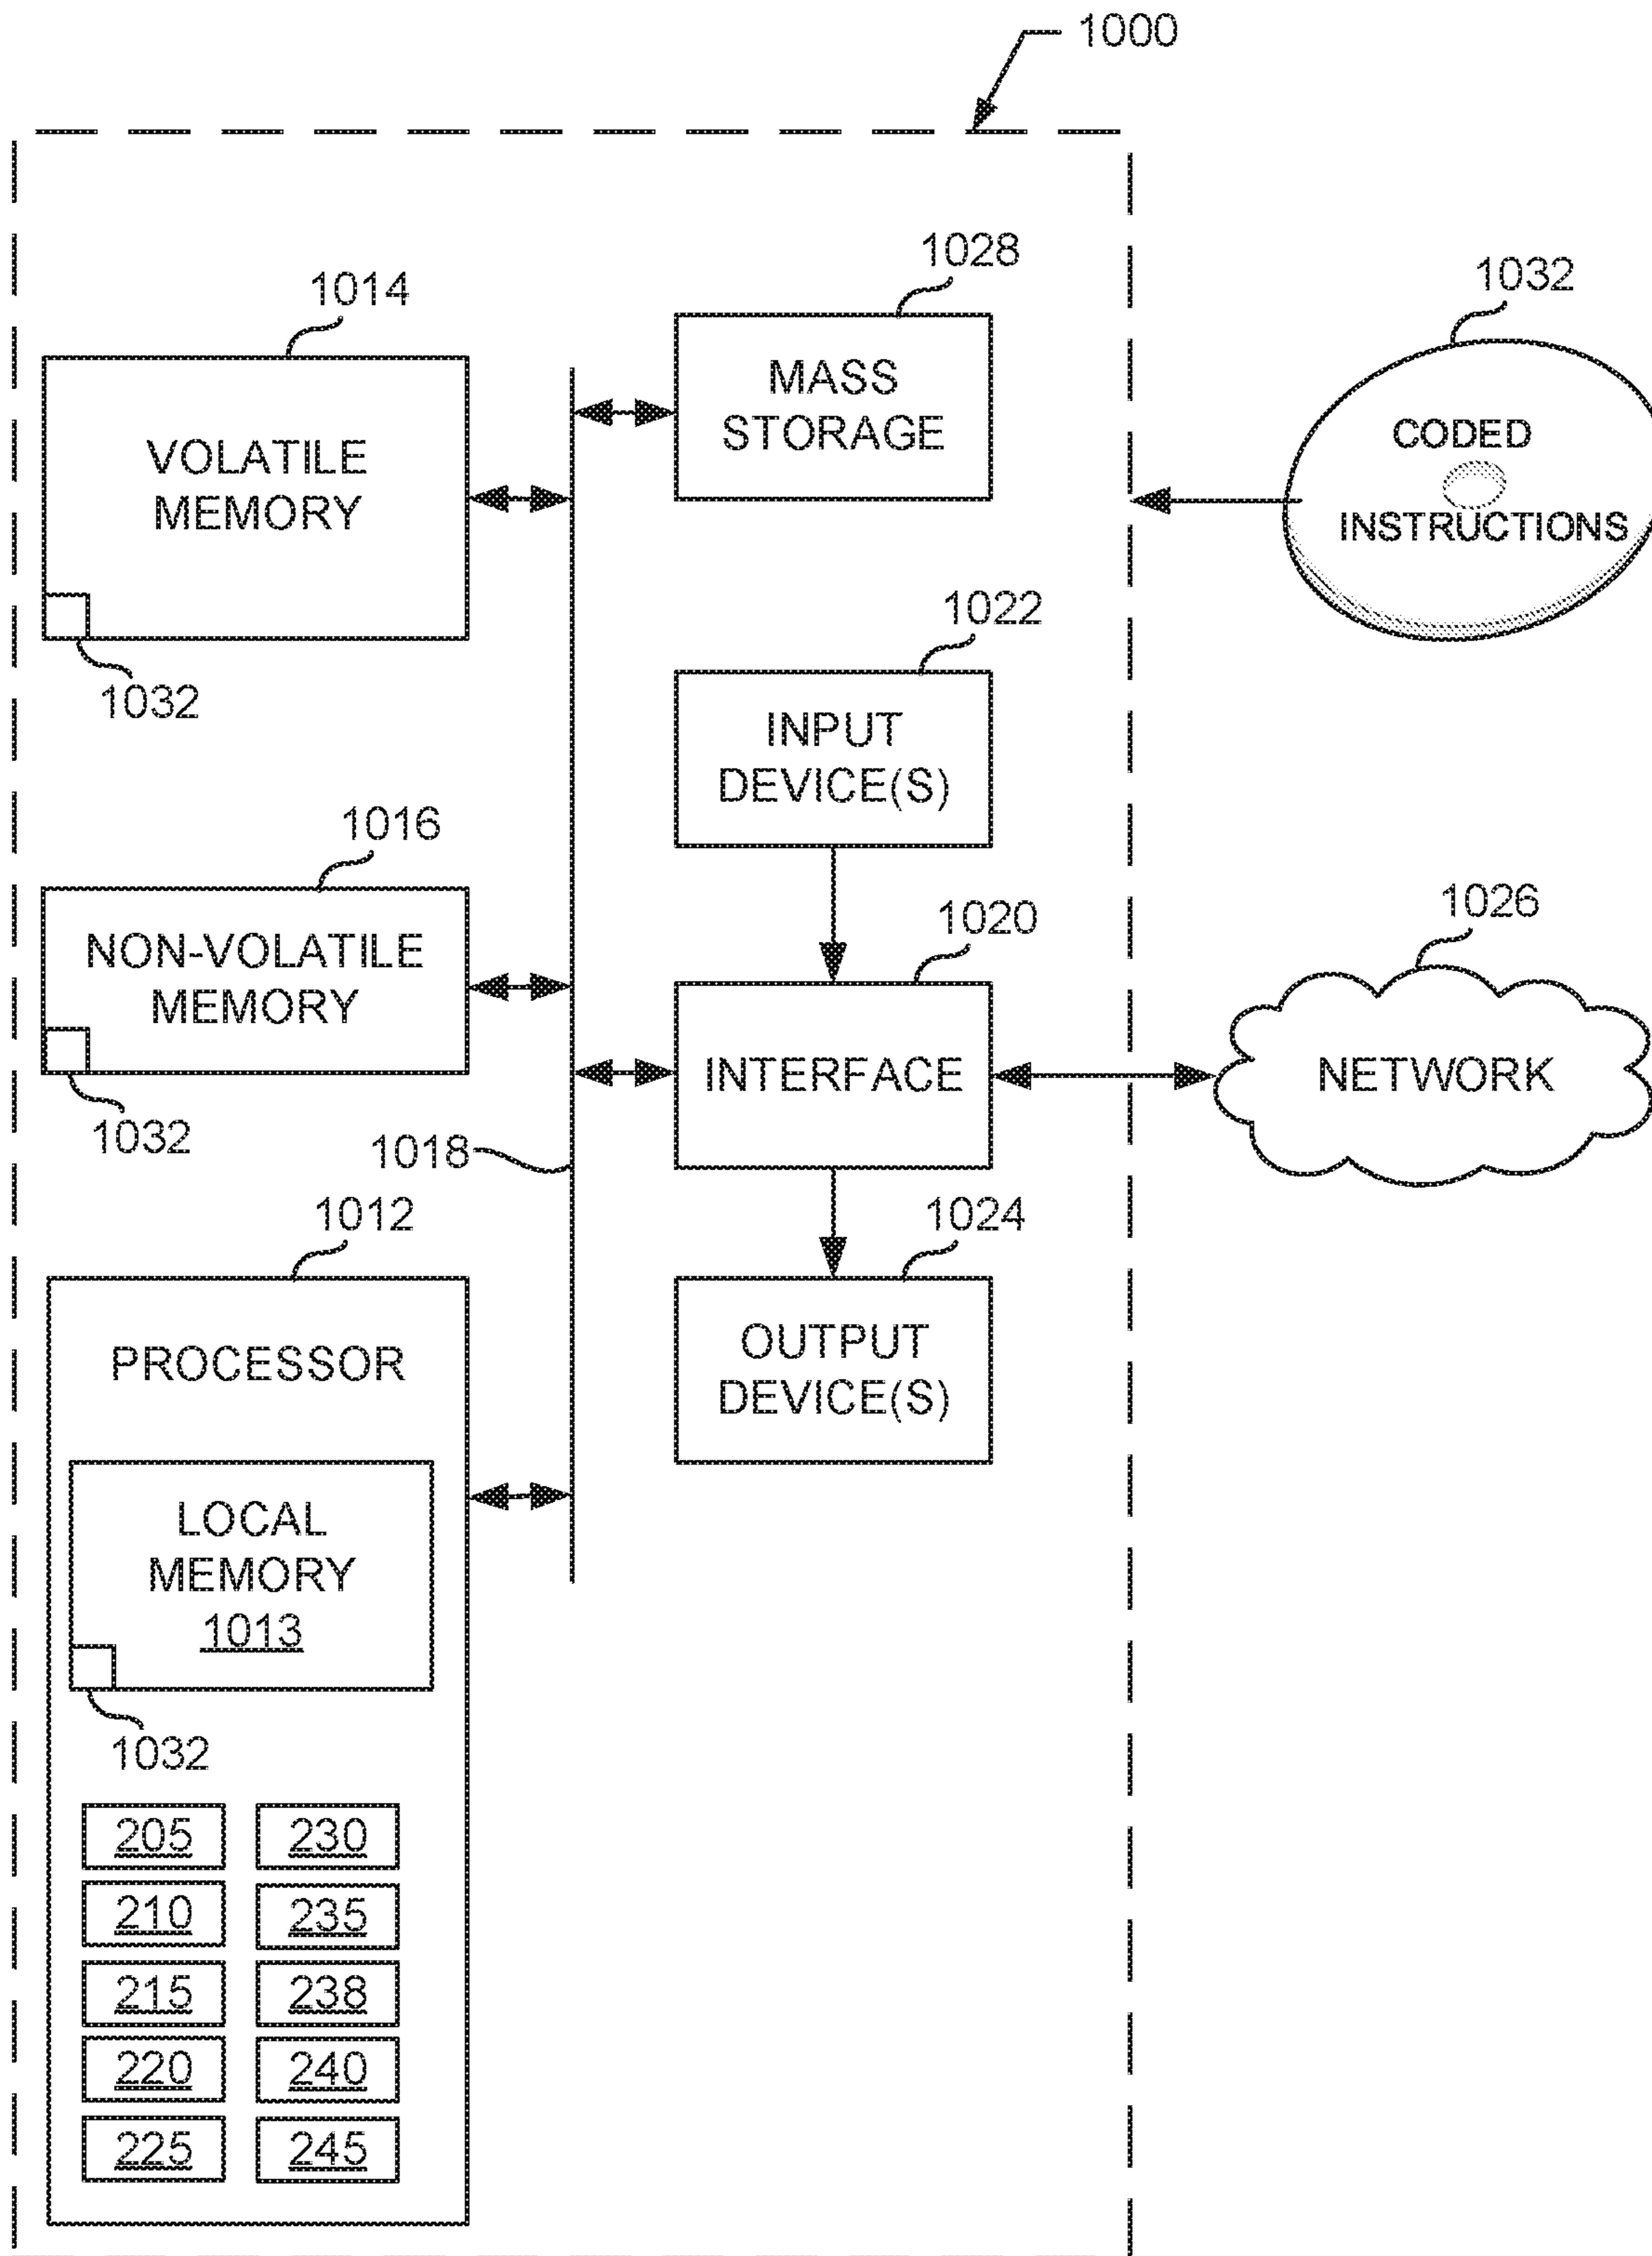 1000
1014
VOLATILE
MEMORY
1032
1028
MASS
STORAGE
1032
CODED
INSTRUCTIONS
1022
INPUT
DEVICE(S)
1016
NON-VOLATILE
MEMORY
1032
1018
1020
INTERFACE
1026
NETWORK
1012
PROCESSOR
1024
OUTPUT
DEVICE(S)
LOCAL
MEMORY
1013
1032
205
230
210
235
215
238
220
240
225
245